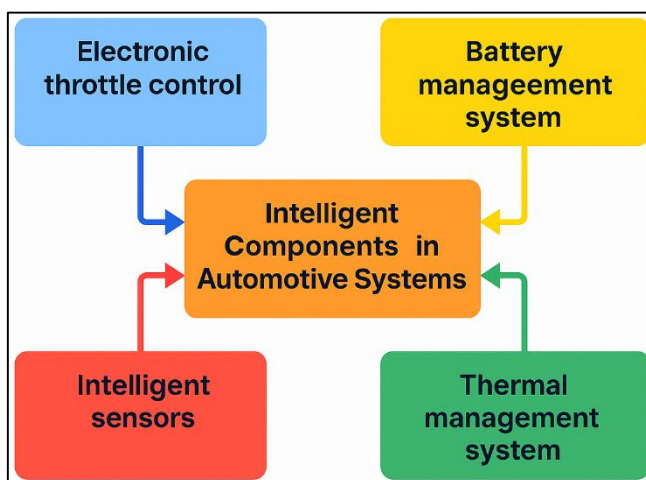 Electronic
throttle control
Battery
manageement
system
Intelligent
Components in
Automotive Systems
Intelligent
sensors
Thermal
management
system